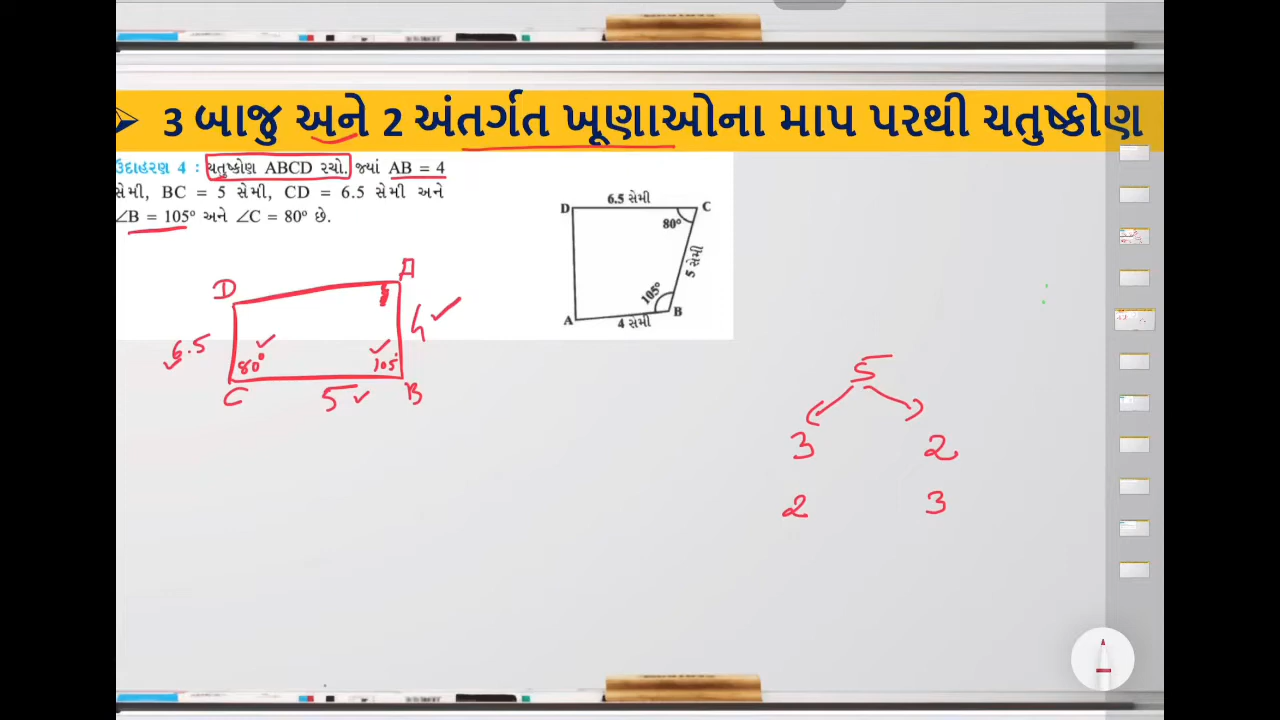 3 બાજુ અને 2 અંતર્ગત ખૂણાઓના માપ પરથી ચતુષ્કોણ
ઉદાહરણ 4 : ચતુષ્કોણ ABCD રચો. જ્યાં AB = 4
સેમી, BC = 5 સેમી, CD = 6.5 સેમી અને
∠B = 105° અને ∠C = 80° છે.
D 6.5 સેમી C
80°
5 સેમી
105°
A 4 સેમી B
D A
6.5 80° 105° 4
C 5 B
5
3 2
2 3